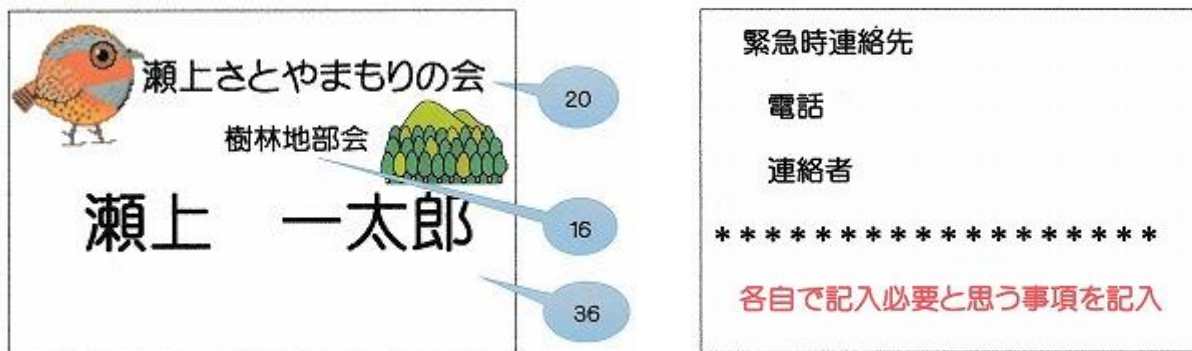 瀬上さとやまもりの会
20
樹林地部会
16
瀬上　一太郎
36
緊急時連絡先
電話
連絡者
******************
各自で記入必要と思う事項を記入